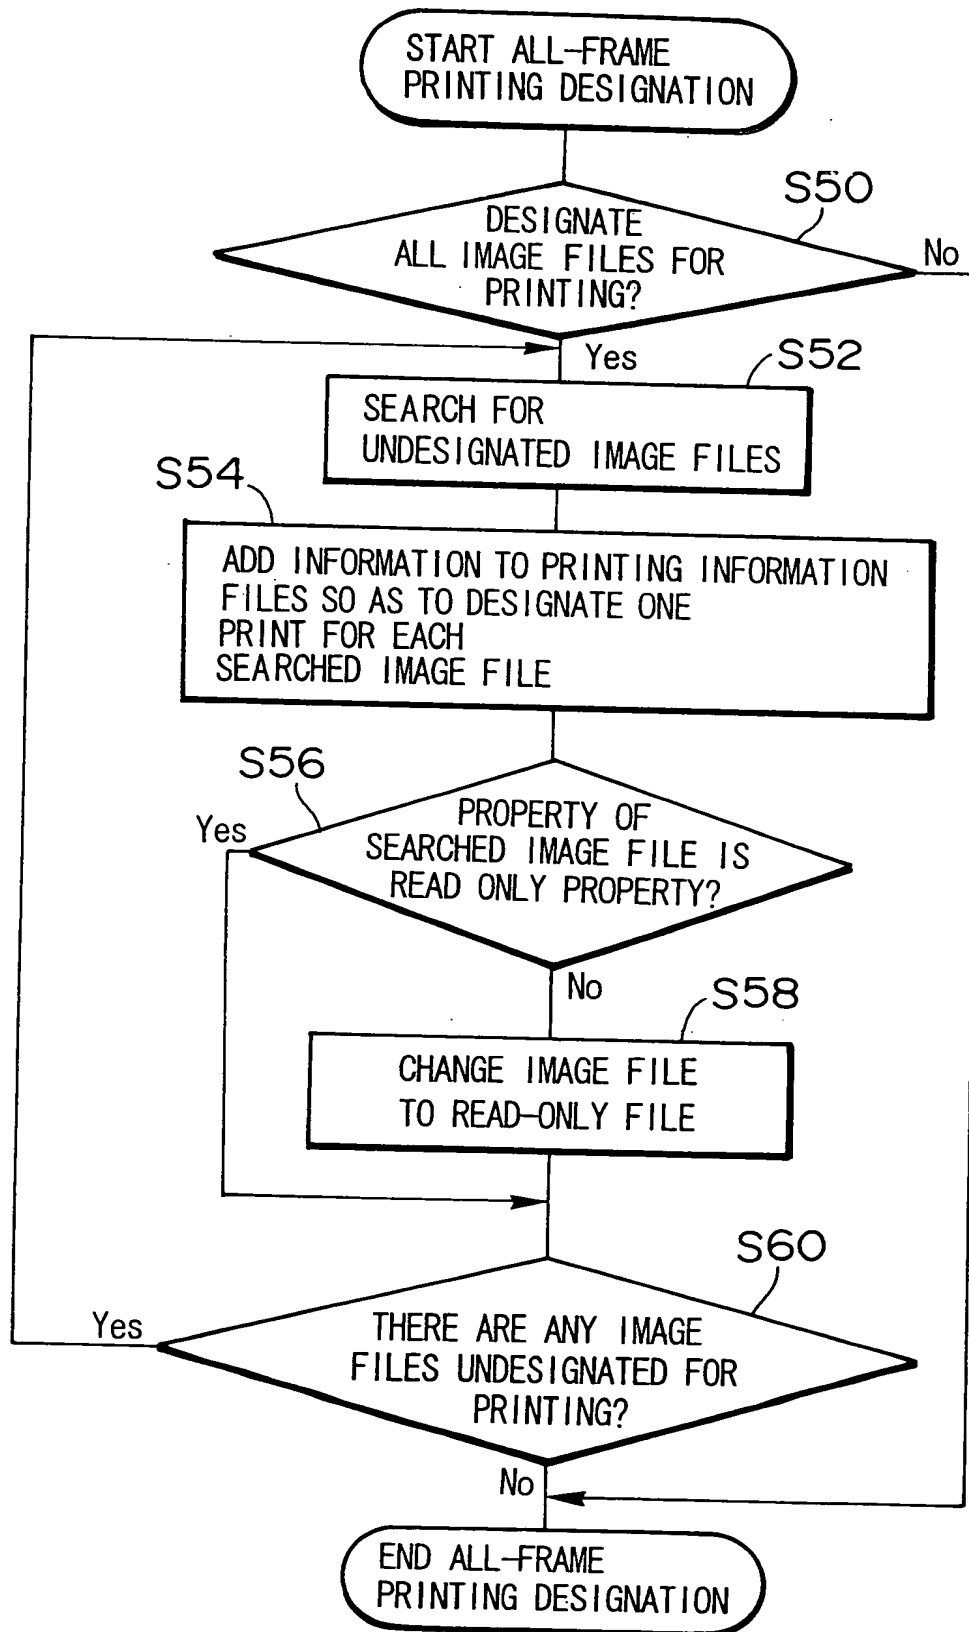 START ALL-FRAME
PRINTING DESIGNATION
S50
DESIGNATE
ALL IMAGE FILES FOR
PRINTING?
No
Yes
S52
SEARCH FOR
UNDESIGNATED IMAGE FILES
S54
ADD INFORMATION TO PRINTING INFORMATION
FILES SO AS TO DESIGNATE ONE
PRINT FOR EACH
SEARCHED IMAGE FILE
S56
Yes
PROPERTY OF
SEARCHED IMAGE FILE IS
READ ONLY PROPERTY?
No
S58
CHANGE IMAGE FILE
TO READ-ONLY FILE
S60
Yes
THERE ARE ANY IMAGE
FILES UNDESIGNATED FOR
PRINTING?
No
END ALL-FRAME
PRINTING DESIGNATION